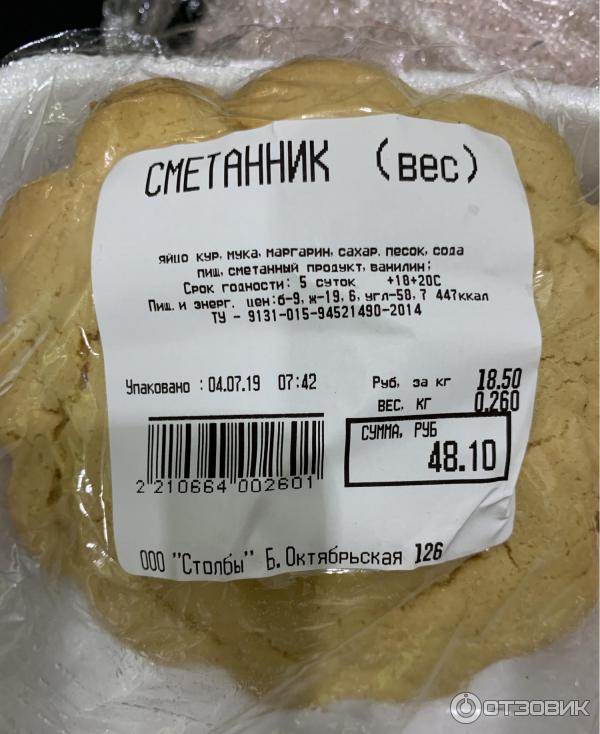 СМЕТАННИК (вес)
яйцо кур, мука, маргарин, сахар. песок, сода
пищ, сметанный продукт, ванилин;
Срок годности: 5 суток +18+20С
Пищ. и энерг. цен:б-9, ж-19, 6, угл-58, 7 447ккал
ТУ - 9131-015-94521490-2014
Упаковано : 04.07.19 07:42
Руб, за кг 18.50
ВЕС, КГ 0.260
СУММА, РУБ
48.10
2 210664 002601
ООО "Столбы" Б. Октябрьская 126
ОТЗОВИК